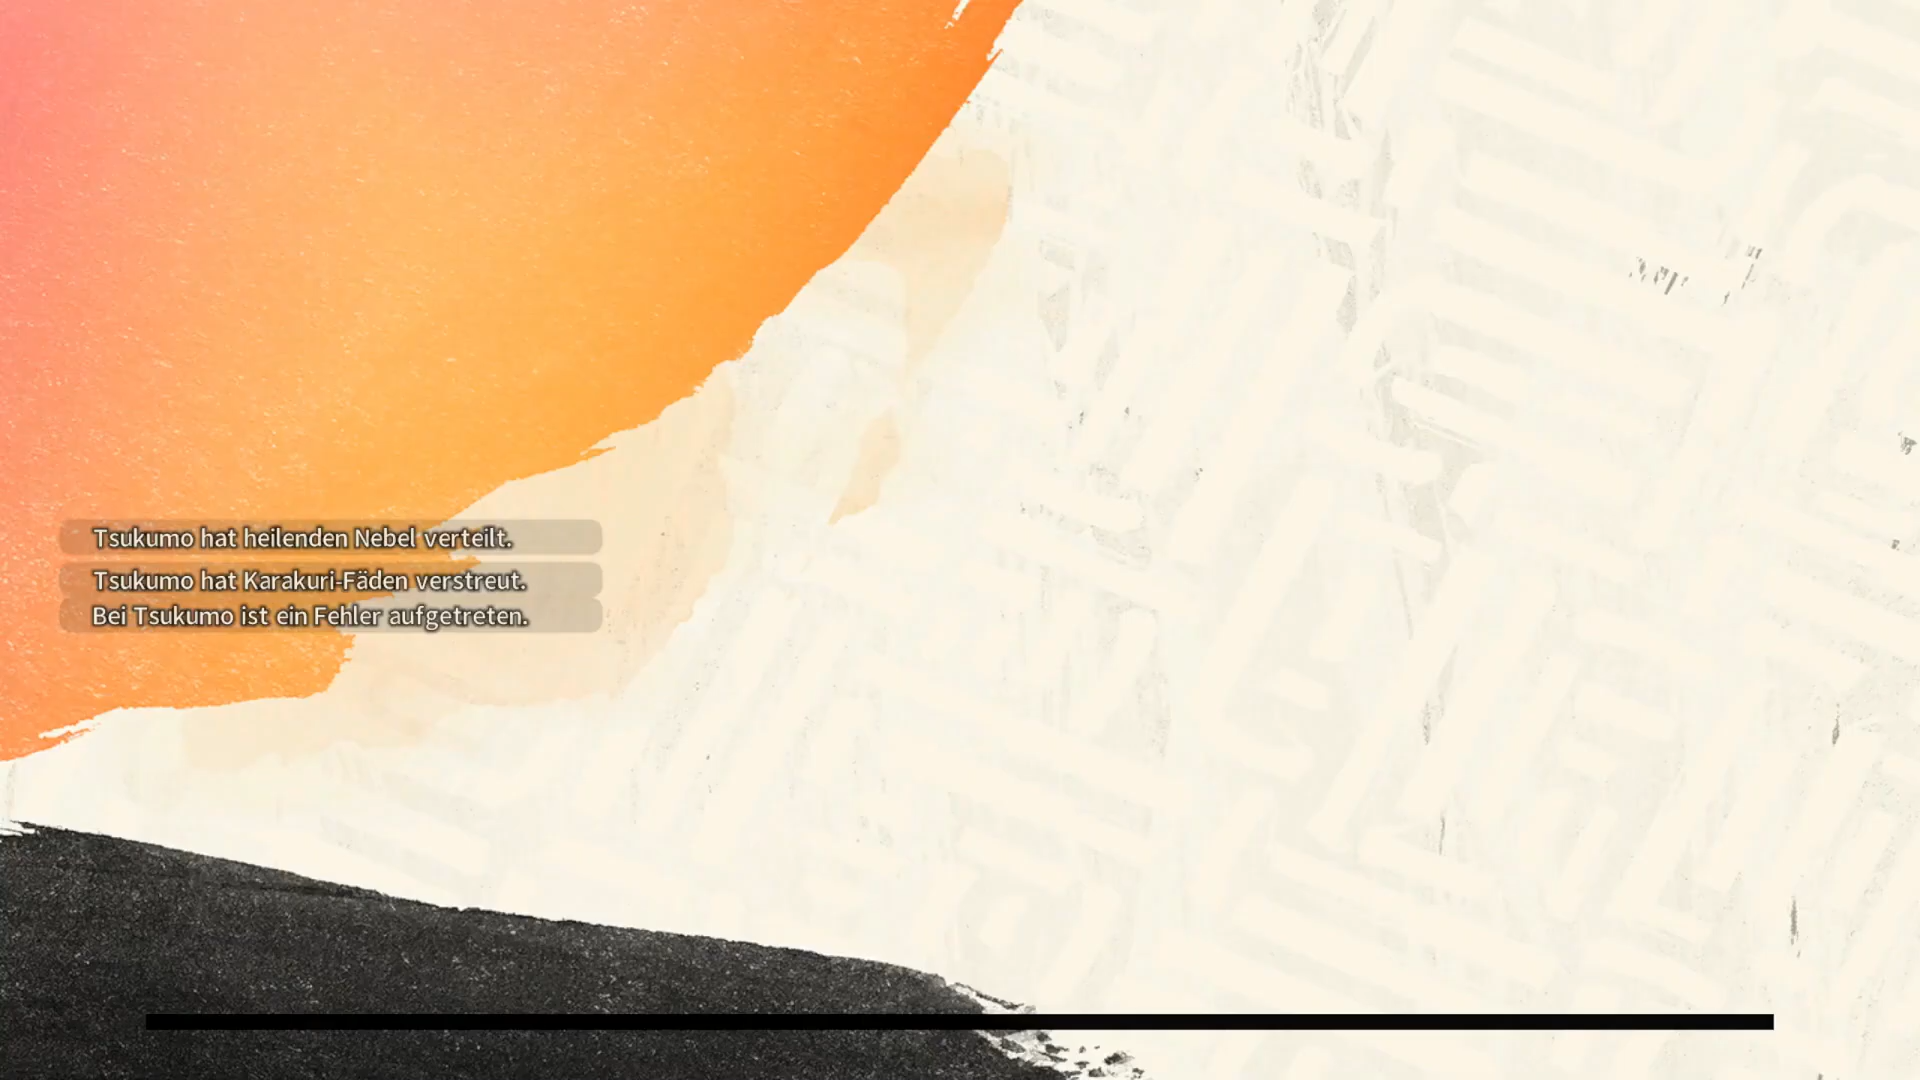 Tsukumo hat heilenden Nebel verteilt.
Tsukumo hat Karakuri-Fäden verstreut.
Bei Tsukumo ist ein Fehler aufgetreten.